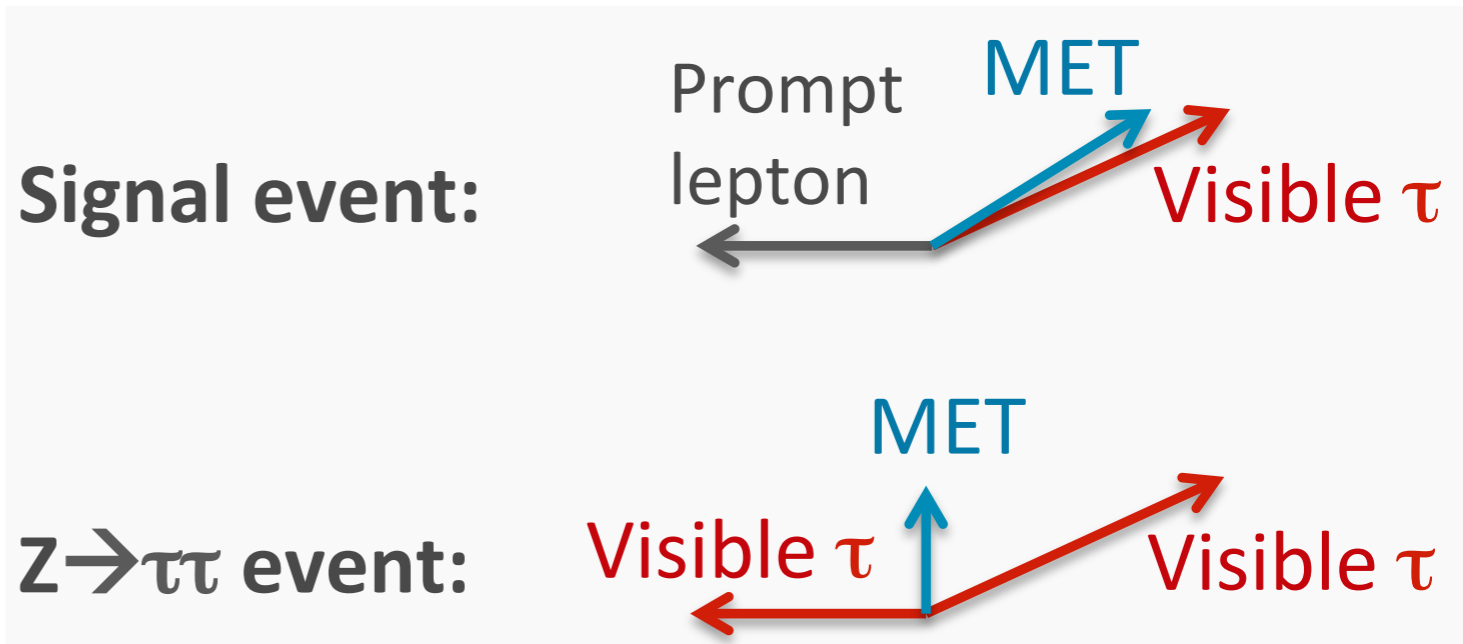 MET
Prompt
lepton
Signal event:
Visible τ
MET
Visible τ
Z→ττ event:
Visible τ